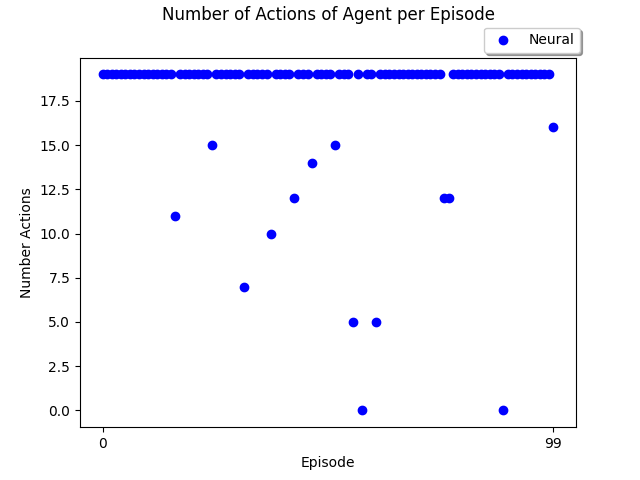 Number of Actions of Agent per Episode
Neural
17.5
15.0
12.5
10.0
7.5
5.0
2.5
0.0
Number Actions
0
99
Episode